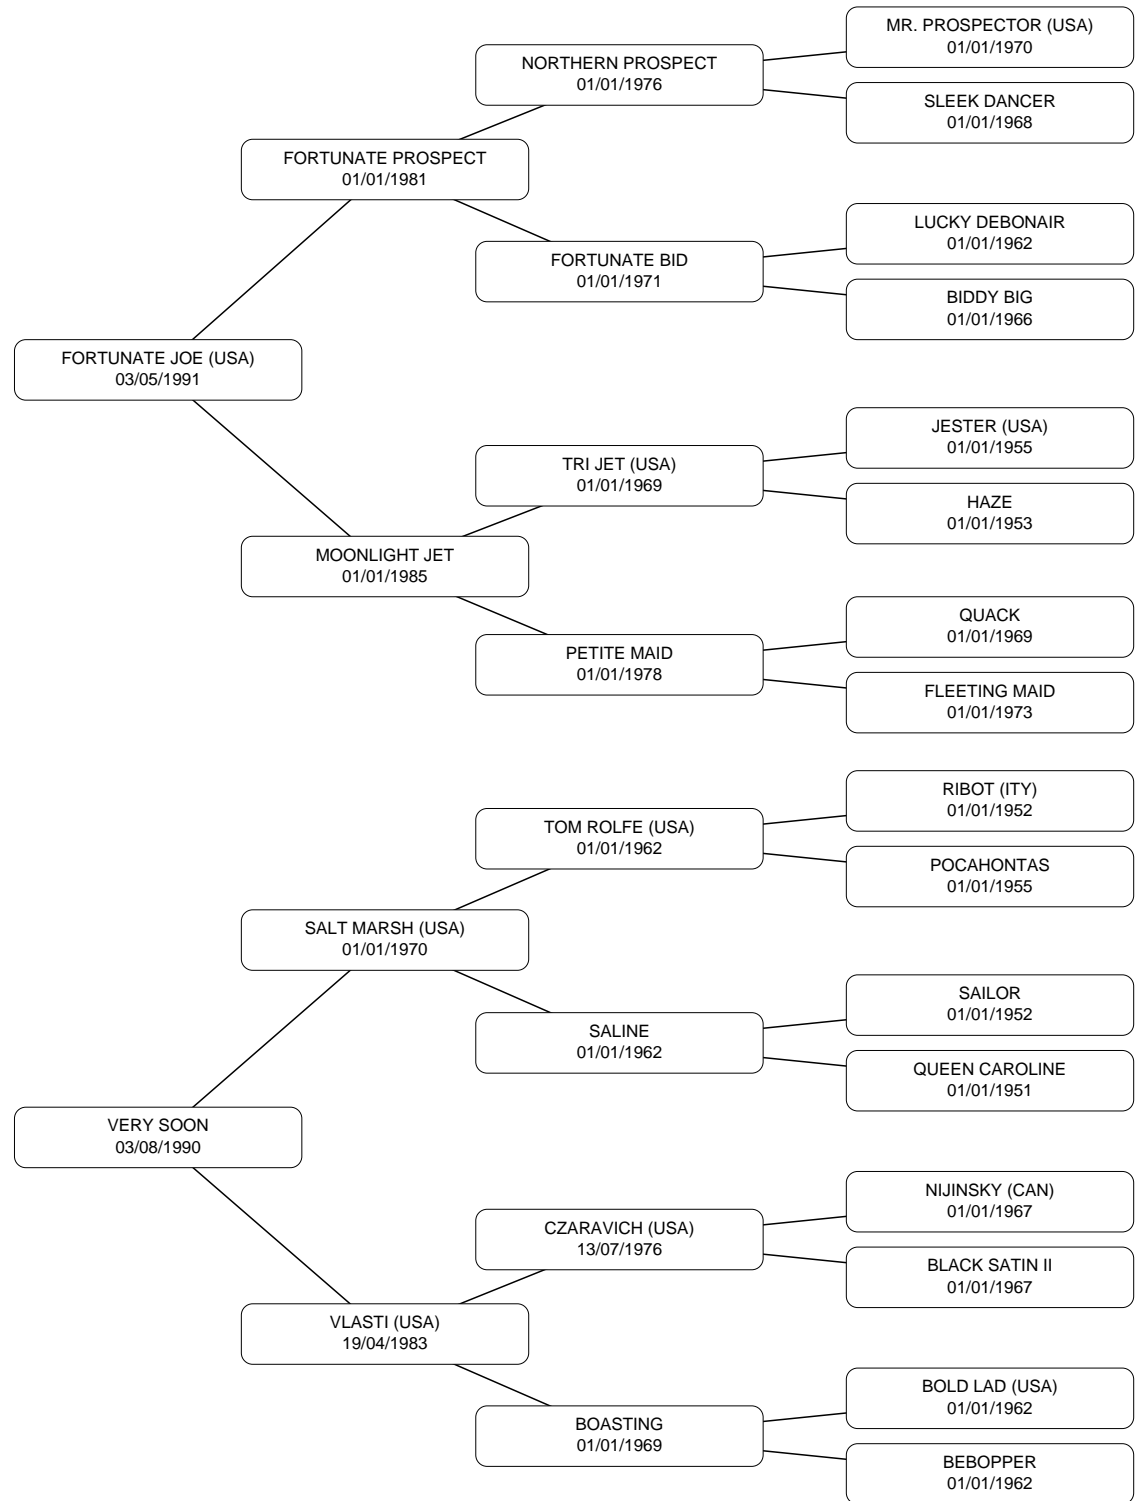 MR. PROSPECTOR (USA)
01/01/1970
NORTHERN PROSPECT
01/01/1976
SLEEK DANCER
01/01/1968
FORTUNATE PROSPECT
01/01/1981
LUCKY DEBONAIR
01/01/1962
FORTUNATE BID
01/01/1971
BIDDY BIG
01/01/1966
FORTUNATE JOE (USA)
03/05/1991
JESTER (USA)
01/01/1955
TRI JET (USA)
01/01/1969
HAZE
01/01/1953
MOONLIGHT JET
01/01/1985
QUACK
01/01/1969
PETITE MAID
01/01/1978
FLEETING MAID
01/01/1973
RIBOT (ITY)
01/01/1952
TOM ROLFE (USA)
01/01/1962
POCAHONTAS
01/01/1955
SALT MARSH (USA)
01/01/1970
SAILOR
01/01/1952
SALINE
01/01/1962
QUEEN CAROLINE
01/01/1951
VERY SOON
03/08/1990
NIJINSKY (CAN)
01/01/1967
CZARAVICH (USA)
13/07/1976
BLACK SATIN II
01/01/1967
VLASTI (USA)
19/04/1983
BOLD LAD (USA)
01/01/1962
BOASTING
01/01/1969
BEBOPPER
01/01/1962